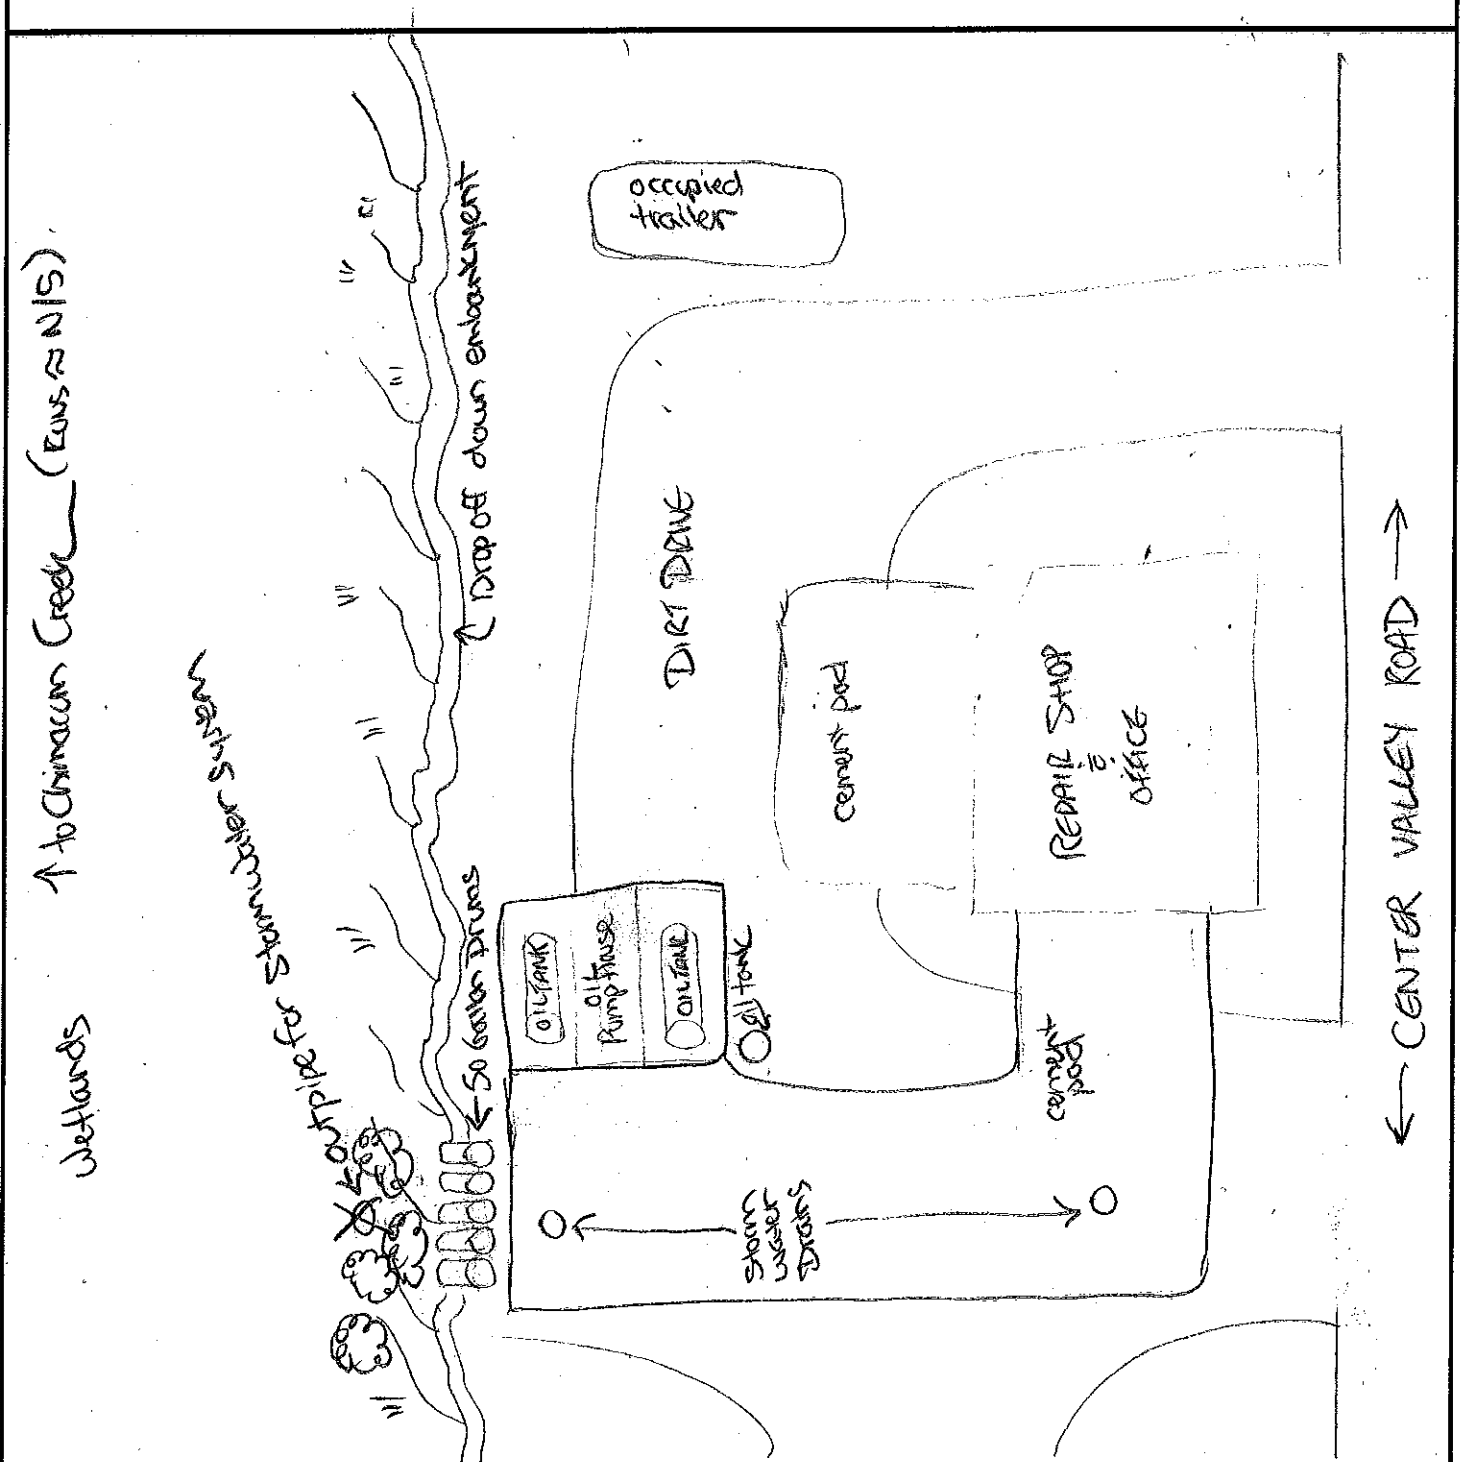 ↑ to Chimacum Creek (RUNS ≈ N/S).
Wetlands
← outpipe for Stormwater System
← Drop off down embankment
← 50 Gallon Drums
occupied
trailer
DIRT DRIVE
OIL TANK
OIL
Pump House
OIL TANK
oil tank
cement pad
REPAIR SHOP
OFFICE
cement
pad
Storm
water
Drains
← CENTER VALLEY ROAD →